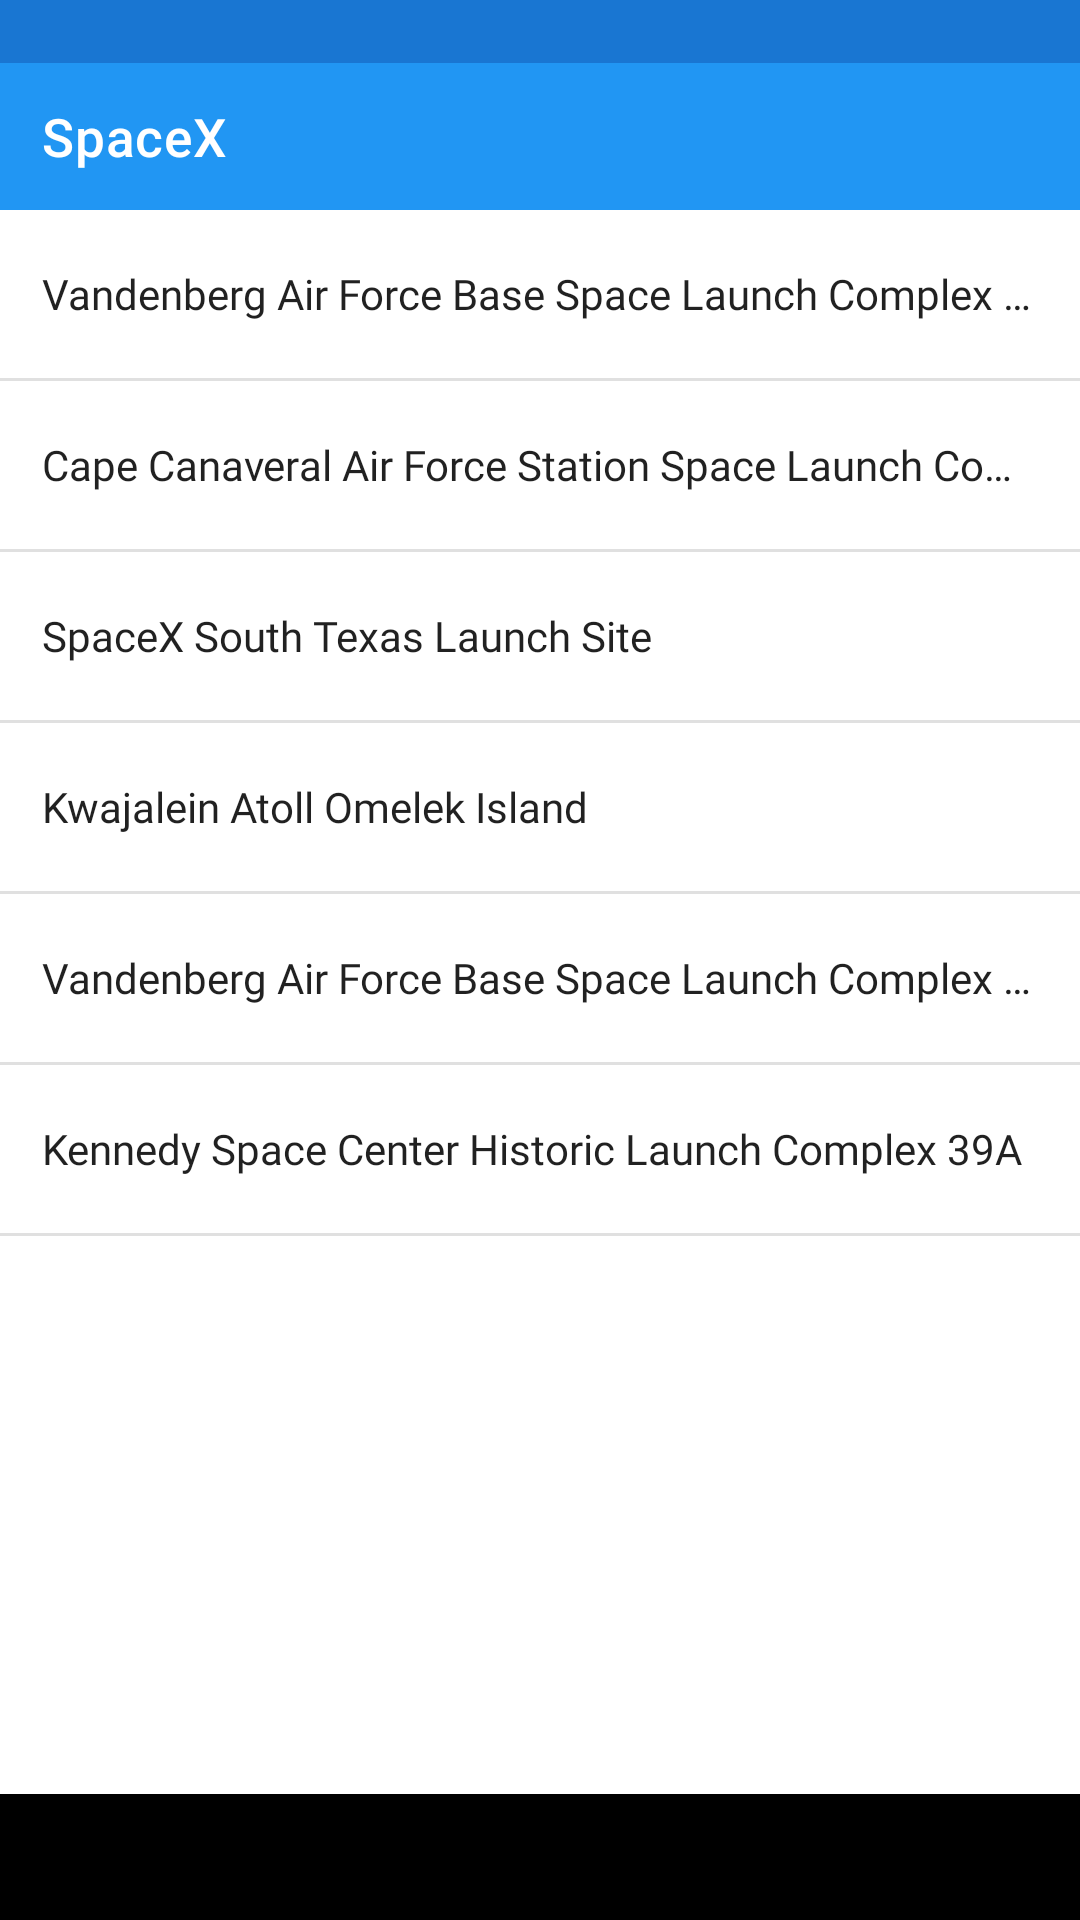 SpaceX
Vandenberg Air Force Base Space Launch Complex ...
Cape Canaveral Air Force Station Space Launch Co...
SpaceX South Texas Launch Site
Kwajalein Atoll Omelek Island
Vandenberg Air Force Base Space Launch Complex ...
Kennedy Space Center Historic Launch Complex 39A